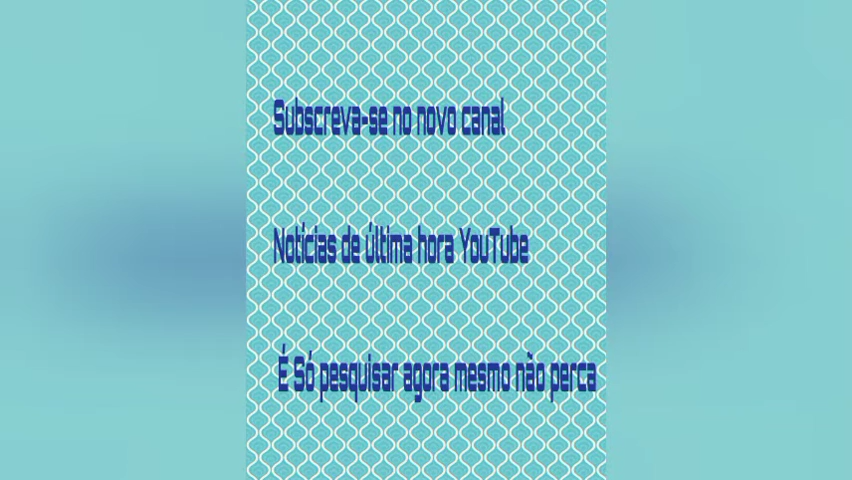 Subscreva-se no novo canal
Notícias de última hora YouTube
É Só pesquisar agora mesmo não perca